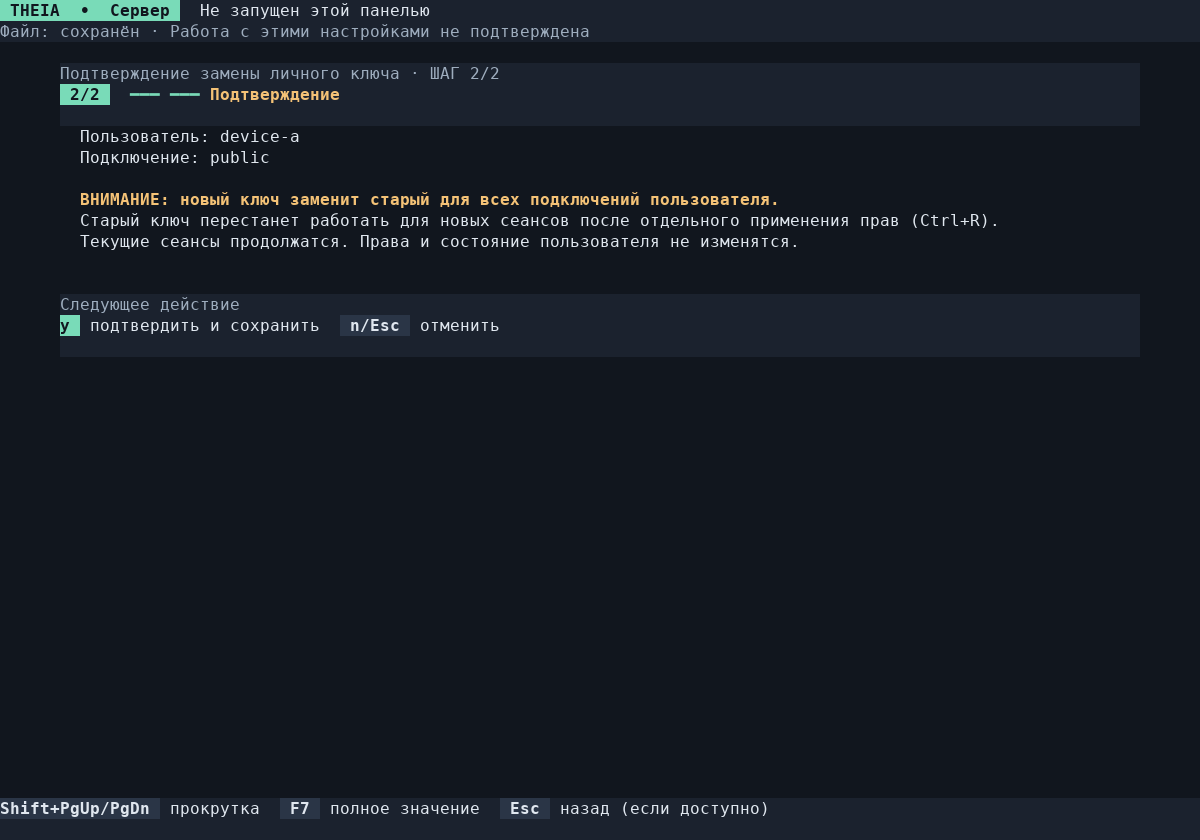 THEIA • Сервер Не запущен этой панелью
Файл: сохранён · Работа с этими настройками не подтверждена
Подтверждение замены личного ключа · ШАГ 2/2
2/2 ━━━ ━━━ Подтверждение
Пользователь: device-a
Подключение: public
ВНИМАНИЕ: новый ключ заменит старый для всех подключений пользователя.
Старый ключ перестанет работать для новых сеансов после отдельного применения прав (Ctrl+R).
Текущие сеансы продолжатся. Права и состояние пользователя не изменятся.
Следующее действие
y подтвердить и сохранить n/Esc отменить
Shift+PgUp/PgDn прокрутка F7 полное значение Esc назад (если доступно)